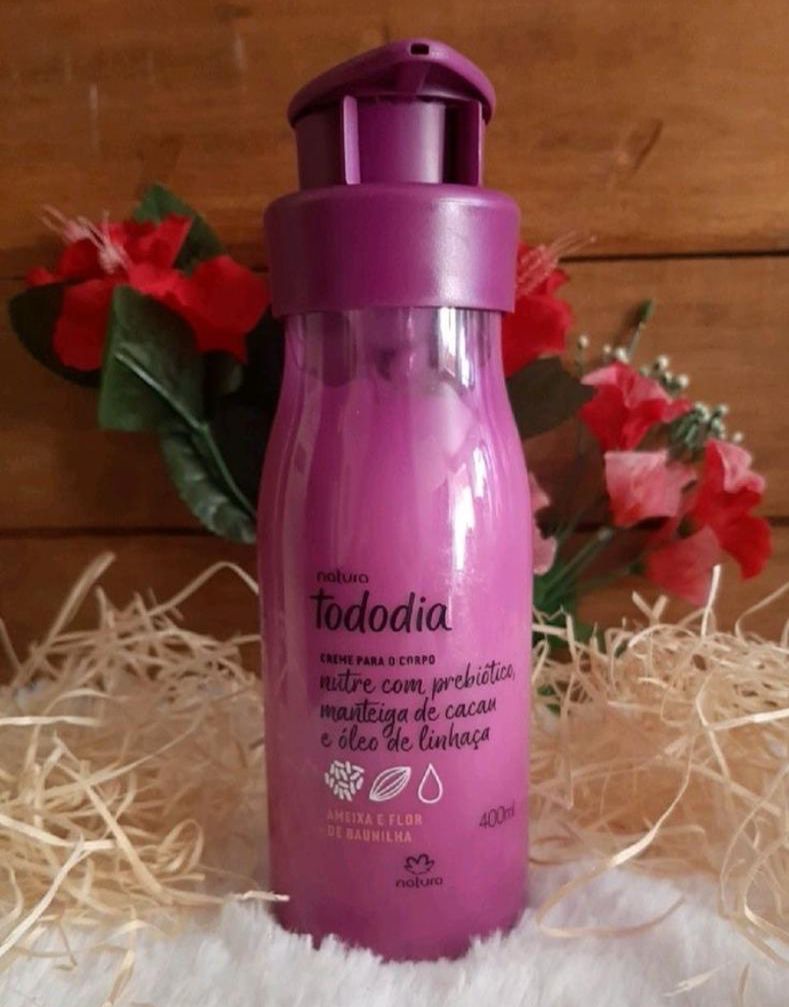 natura
tododia
CREME PARA O CORPO
nutre com prebiótico,
manteiga de cacau
e óleo de linhaça
AMEIXA E FLOR
DE BAUNILHA
400ml
natura